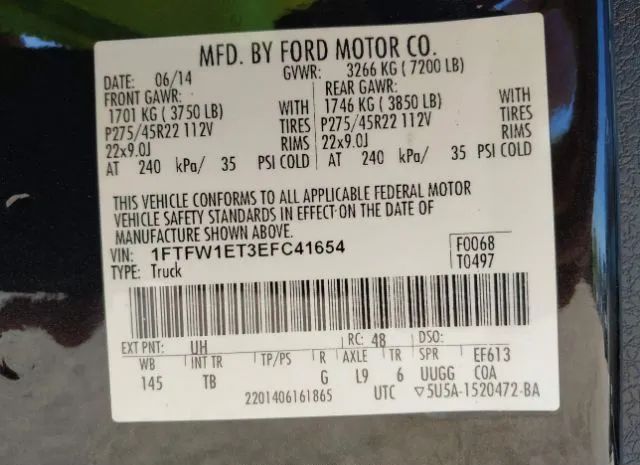 MFD. BY FORD MOTOR CO.
DATE: 06/14 GVWR: 3266 KG ( 7200 LB)
FRONT GAWR: REAR GAWR:
1701 KG ( 3750 LB) WITH 1746 KG ( 3850 LB) WITH
P275/45R22 112V TIRES P275/45R22 112V TIRES
22x9.0J RIMS 22x9.0J RIMS
AT 240 kPa/ 35 PSI COLD AT 240 kPa/ 35 PSI COLD
THIS VEHICLE CONFORMS TO ALL APPLICABLE FEDERAL MOTOR
VEHICLE SAFETY STANDARDS IN EFFECT ON THE DATE OF
MANUFACTURE SHOWN ABOVE.
VIN: 1FTFW1ET3EFC41654 F0068
TYPE: Truck T0497
EXT PNT: UH RC: 48 DSO:
WB INT TR TP/PS R AXLE TR SPR EF613
145 TB G L9 6 UUGG COA
2201406161865 UTC ▽5U5A-1520472-BA